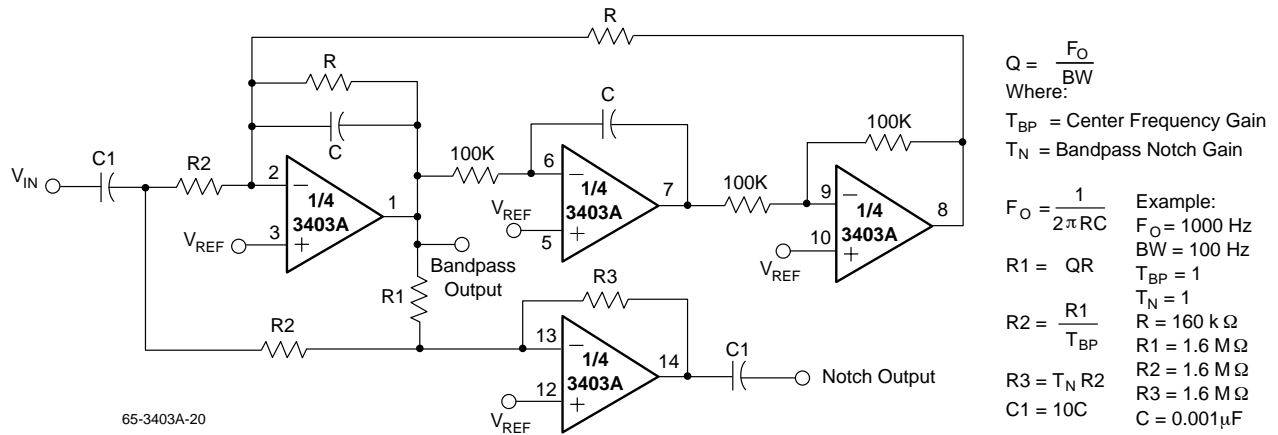 R
R
C
C
C1
R2
V_IN
2
−
1/4
3403A
1
V_REF
3
+
100K
6
−
1/4
3403A
7
V_REF
5
+
100K
100K
9
−
1/4
3403A
8
V_REF
10
+
Bandpass
Output
R1
R2
R3
13
−
1/4
3403A
14
V_REF
12
+
C1
Notch Output
65-3403A-20
Q = F_O / BW
Where:
T_BP = Center Frequency Gain
T_N = Bandpass Notch Gain
F_O = 1 / 2πRC
R1 = QR
R2 = R1 / T_BP
R3 = T_N R2
C1 = 10C
Example:
F_O = 1000 Hz
BW = 100 Hz
T_BP = 1
T_N = 1
R = 160 k Ω
R1 = 1.6 M Ω
R2 = 1.6 M Ω
R3 = 1.6 M Ω
C = 0.001µF